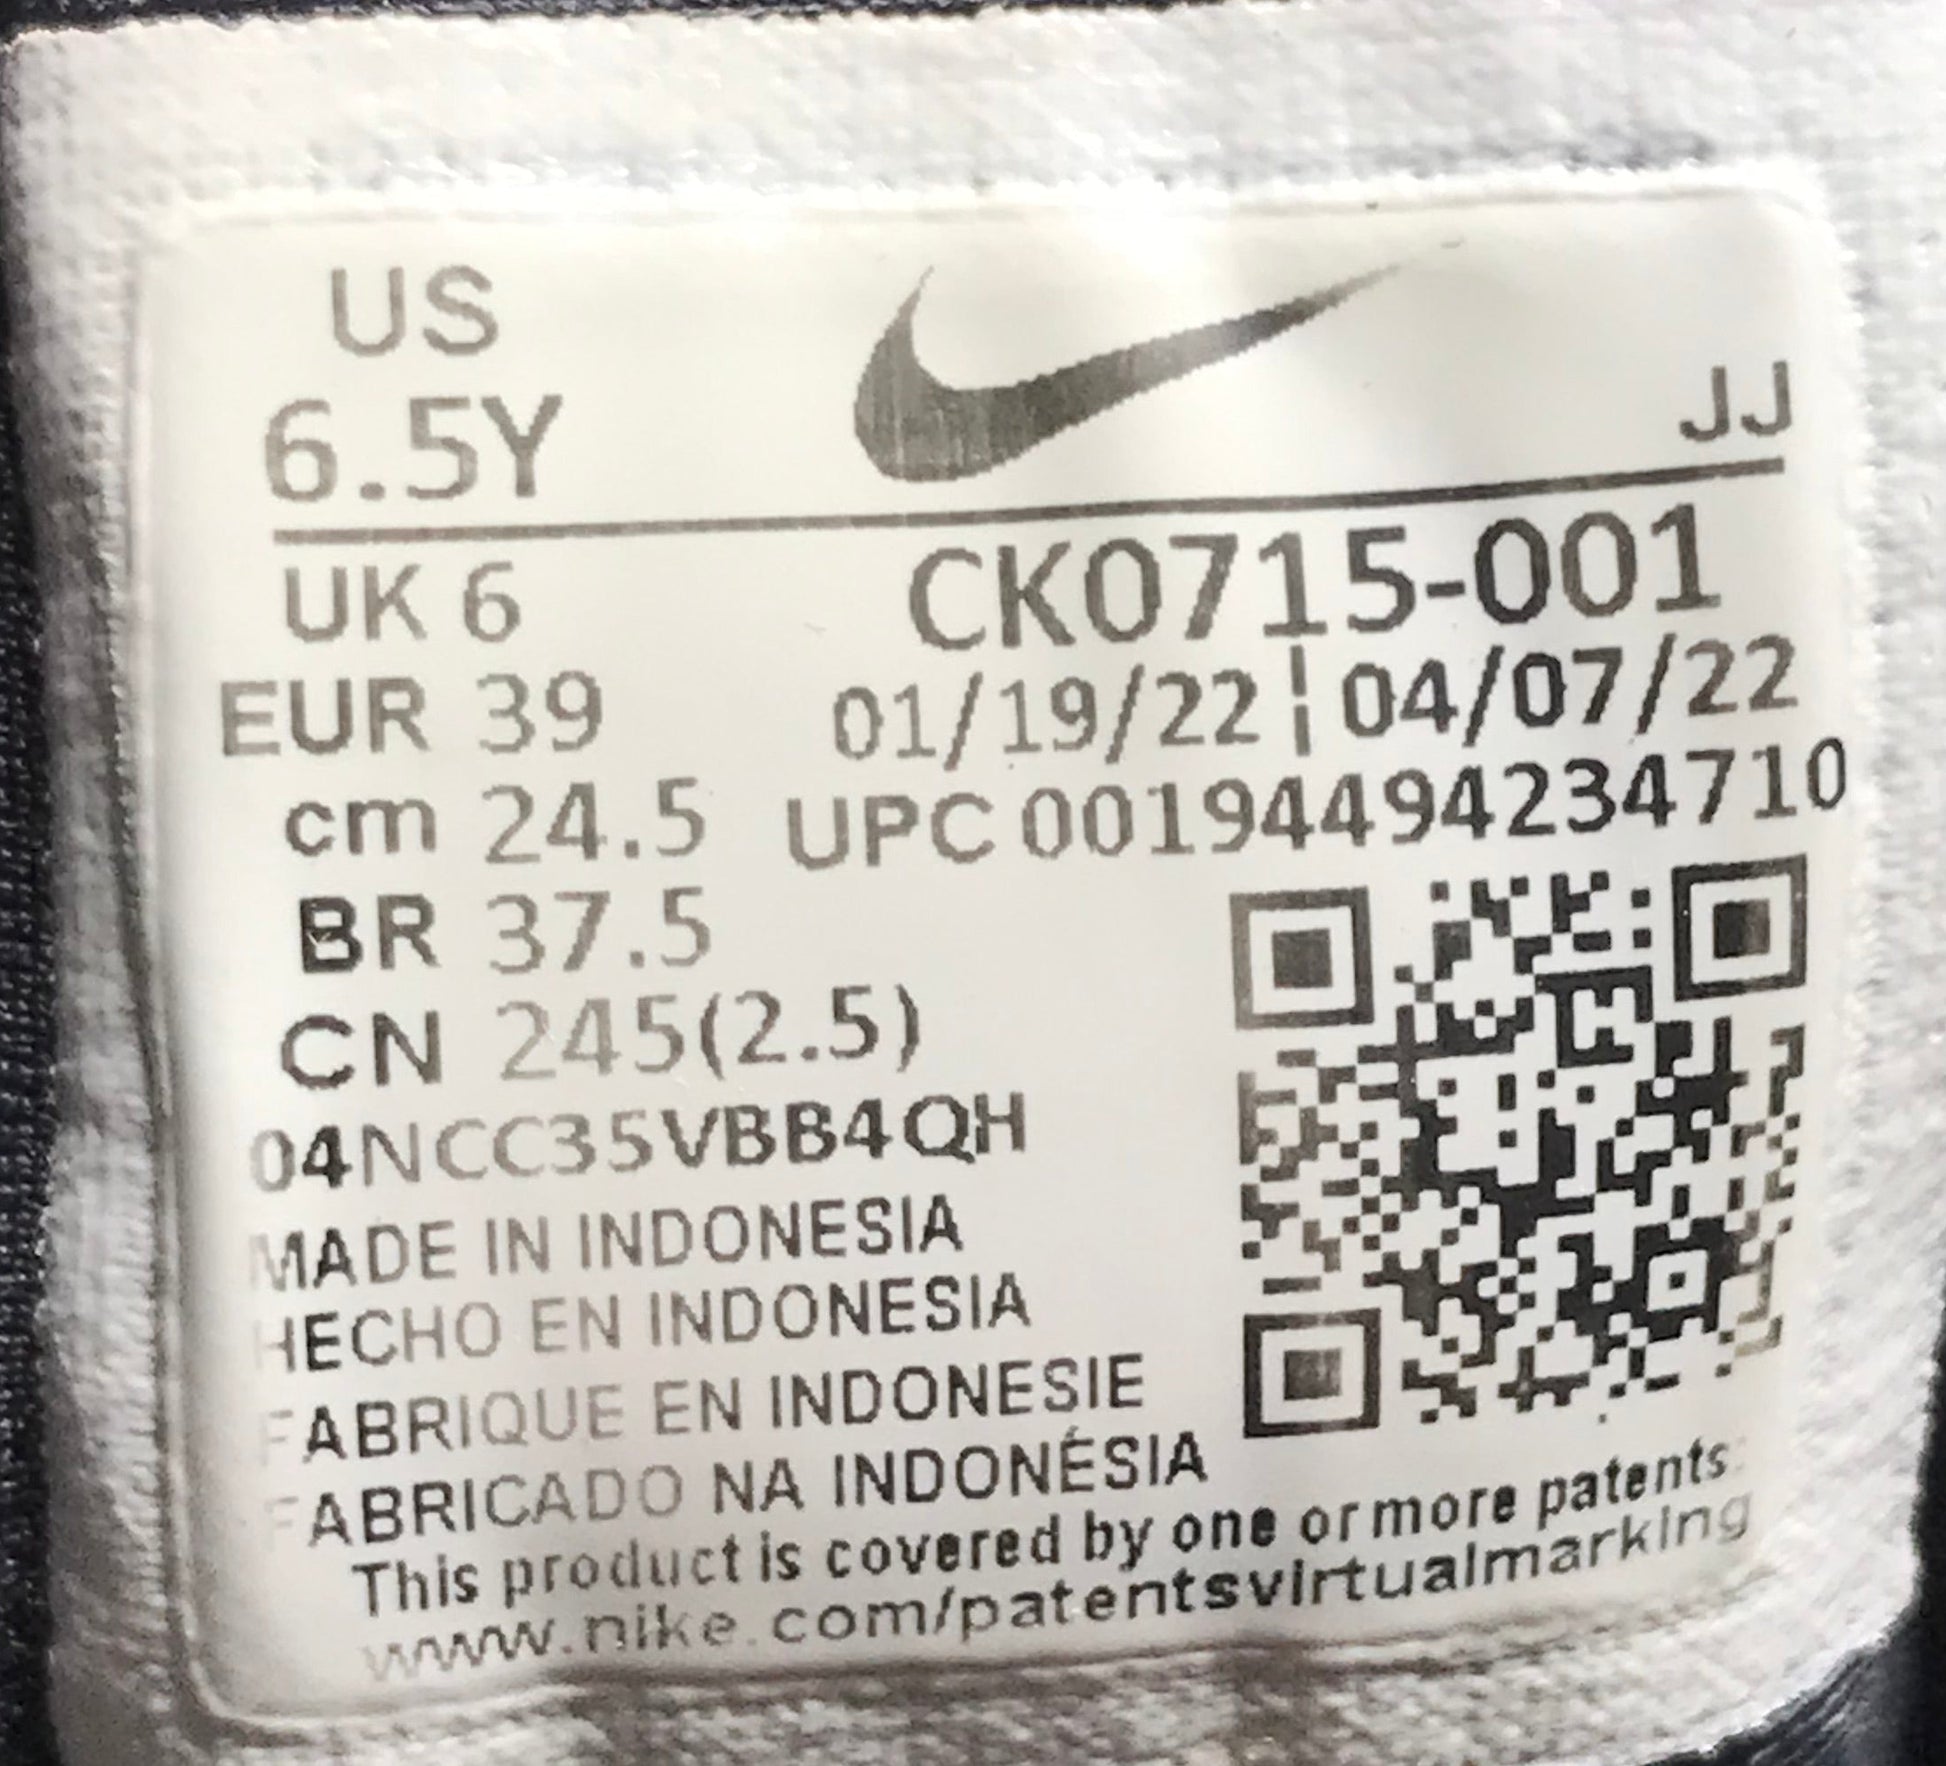 US
6.5Y
JJ
UK 6
CK0715-001
EUR 39
01/19/22 ¦ 04/07/22
cm 24.5
UPC 00194494234710
BR 37.5
CN 245(2.5)
04NCC35VBB4QH
MADE IN INDONESIA
HECHO EN INDONESIA
FABRIQUE EN INDONESIE
FABRICADO NA INDONÉSIA
This product is covered by one or more patents
www.nike.com/patentsvirtualmarking